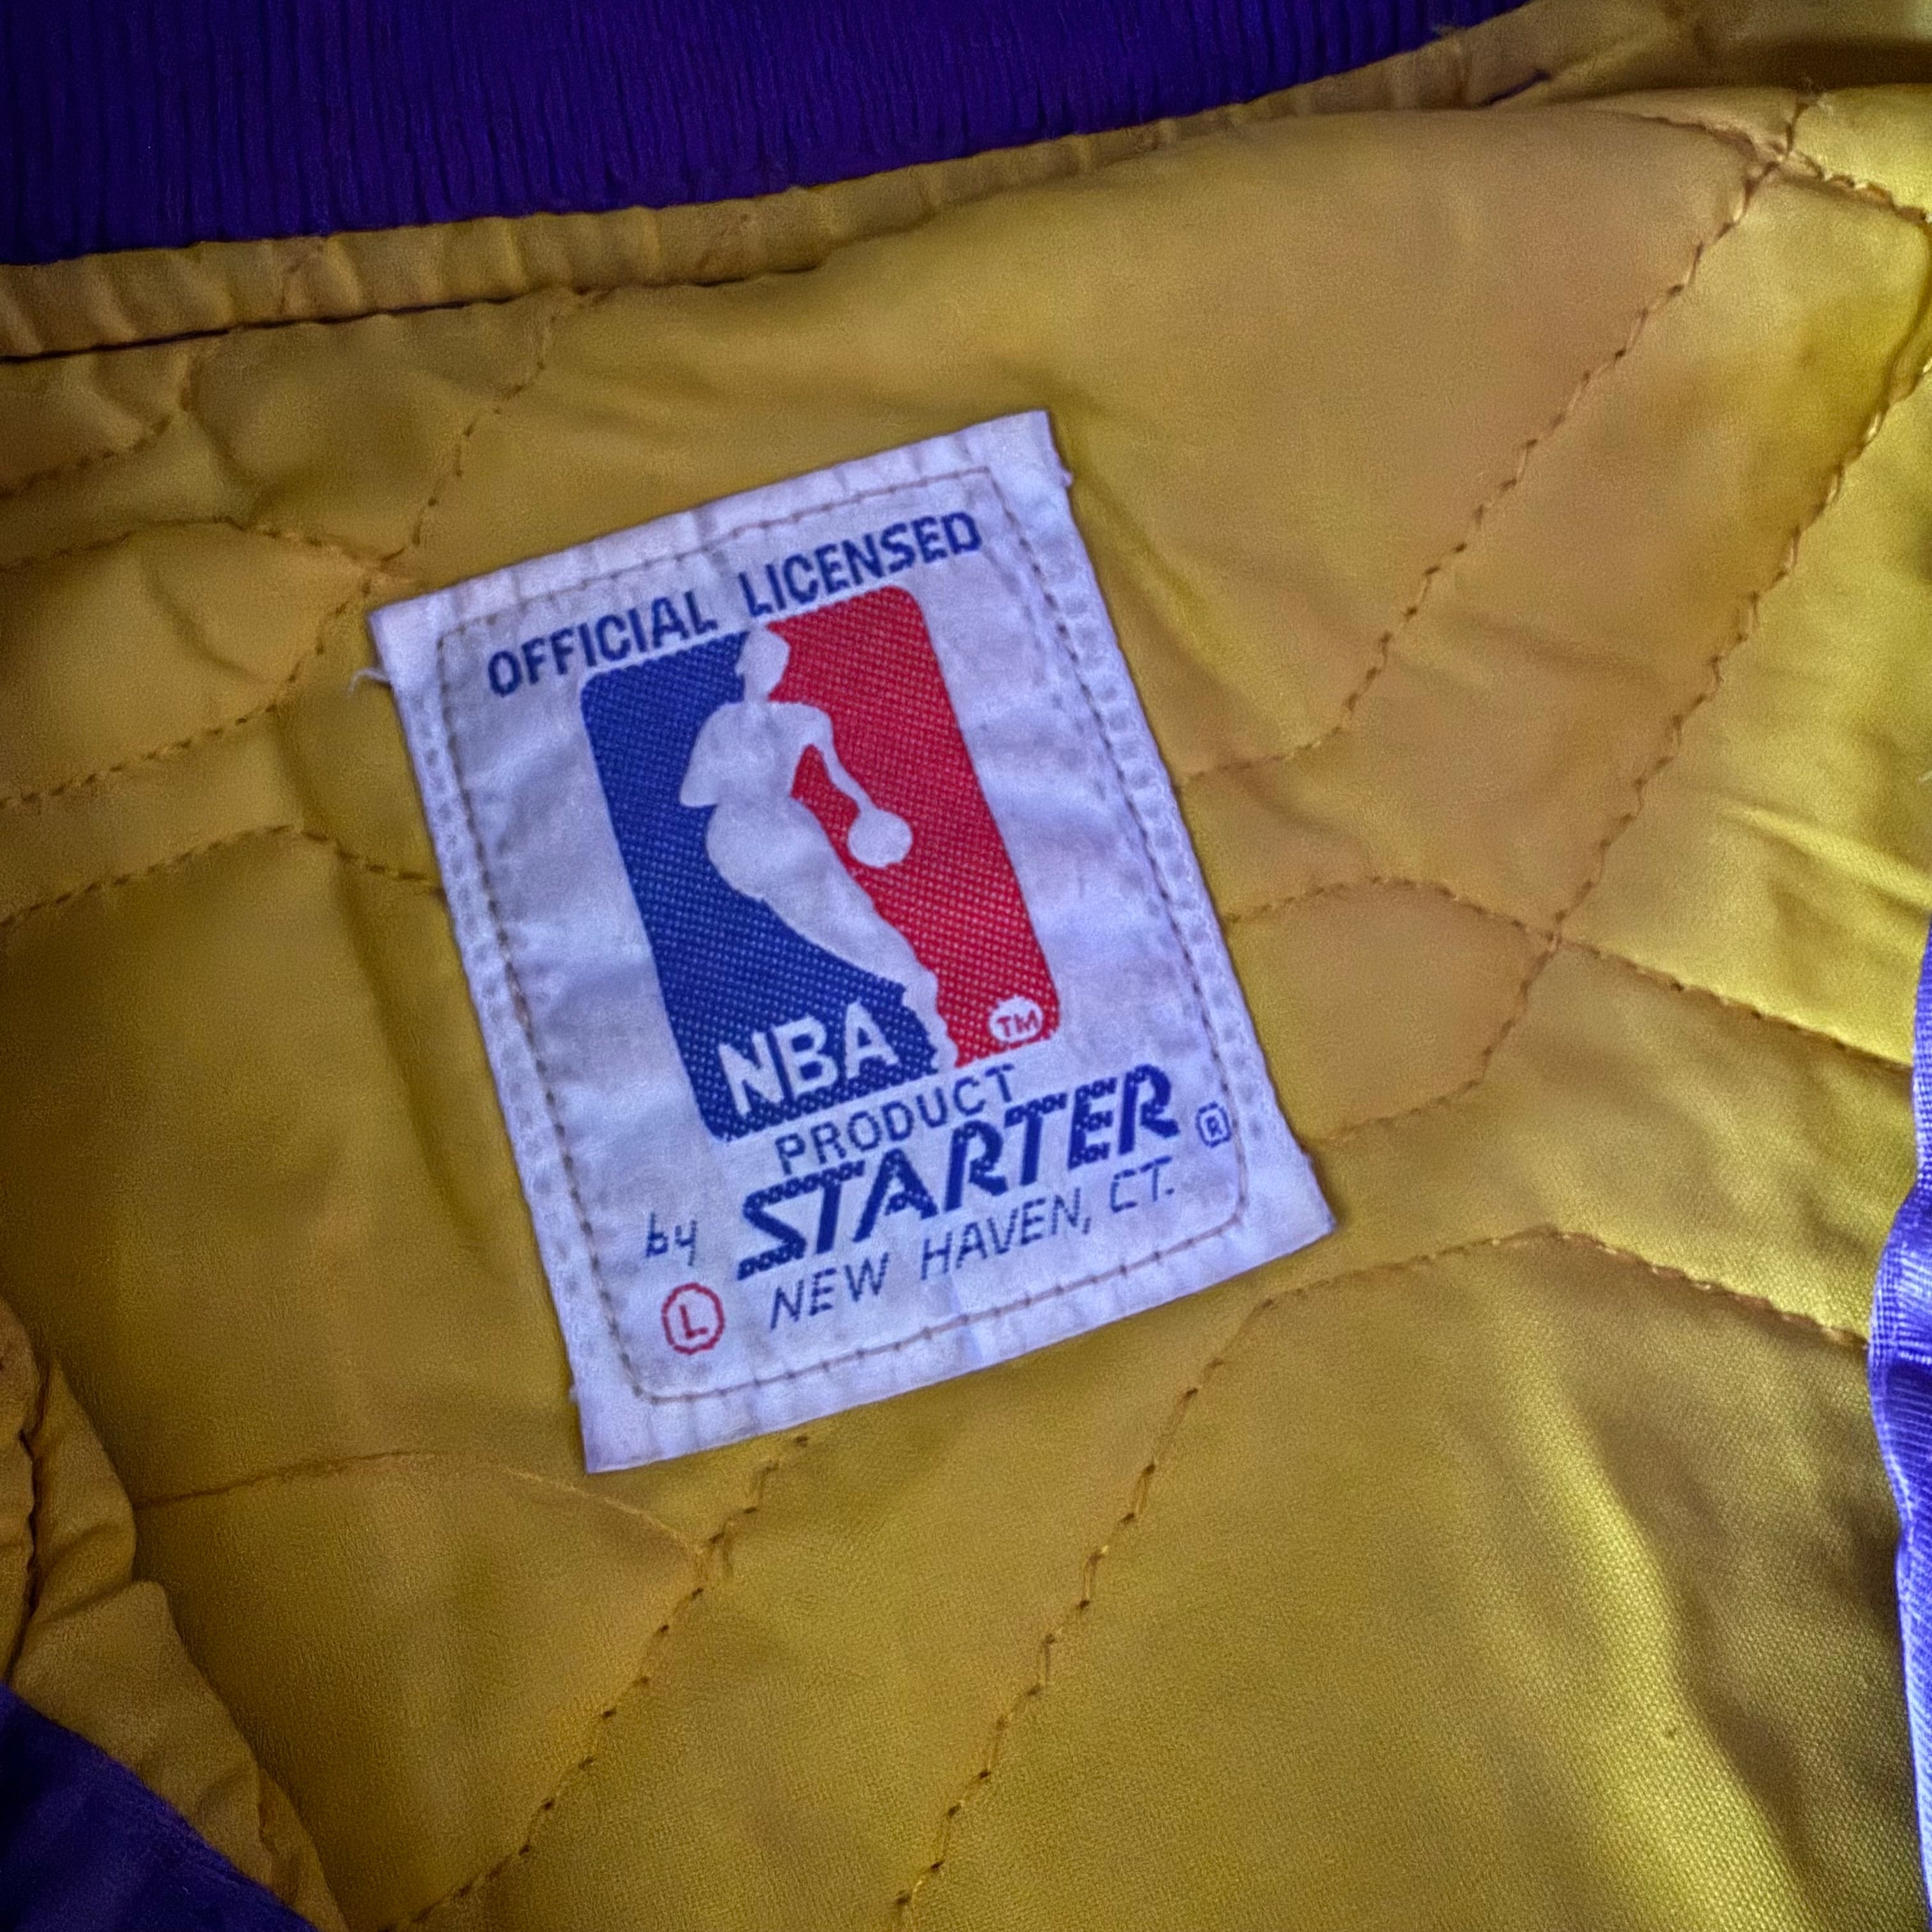 OFFICIAL LICENSED
NBA
TM
PRODUCT
by STARTER ®
L NEW HAVEN, CT.